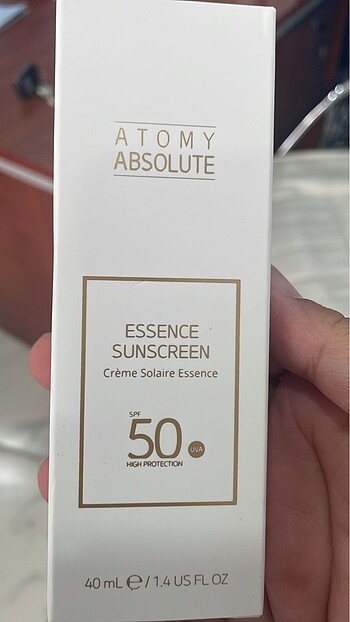 ATOMY
ABSOLUTE
ESSENCE
SUNSCREEN
Crème Solaire Essence
SPF
50
UVA
HIGH PROTECTION
40 mL ℮ / 1.4 US FL OZ